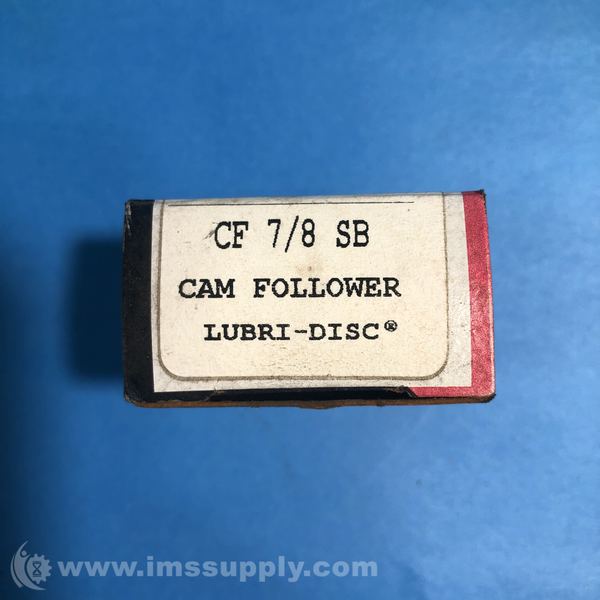 CF 7/8 SB
CAM FOLLOWER
LUBRI-DISC®
www.imssupply.com